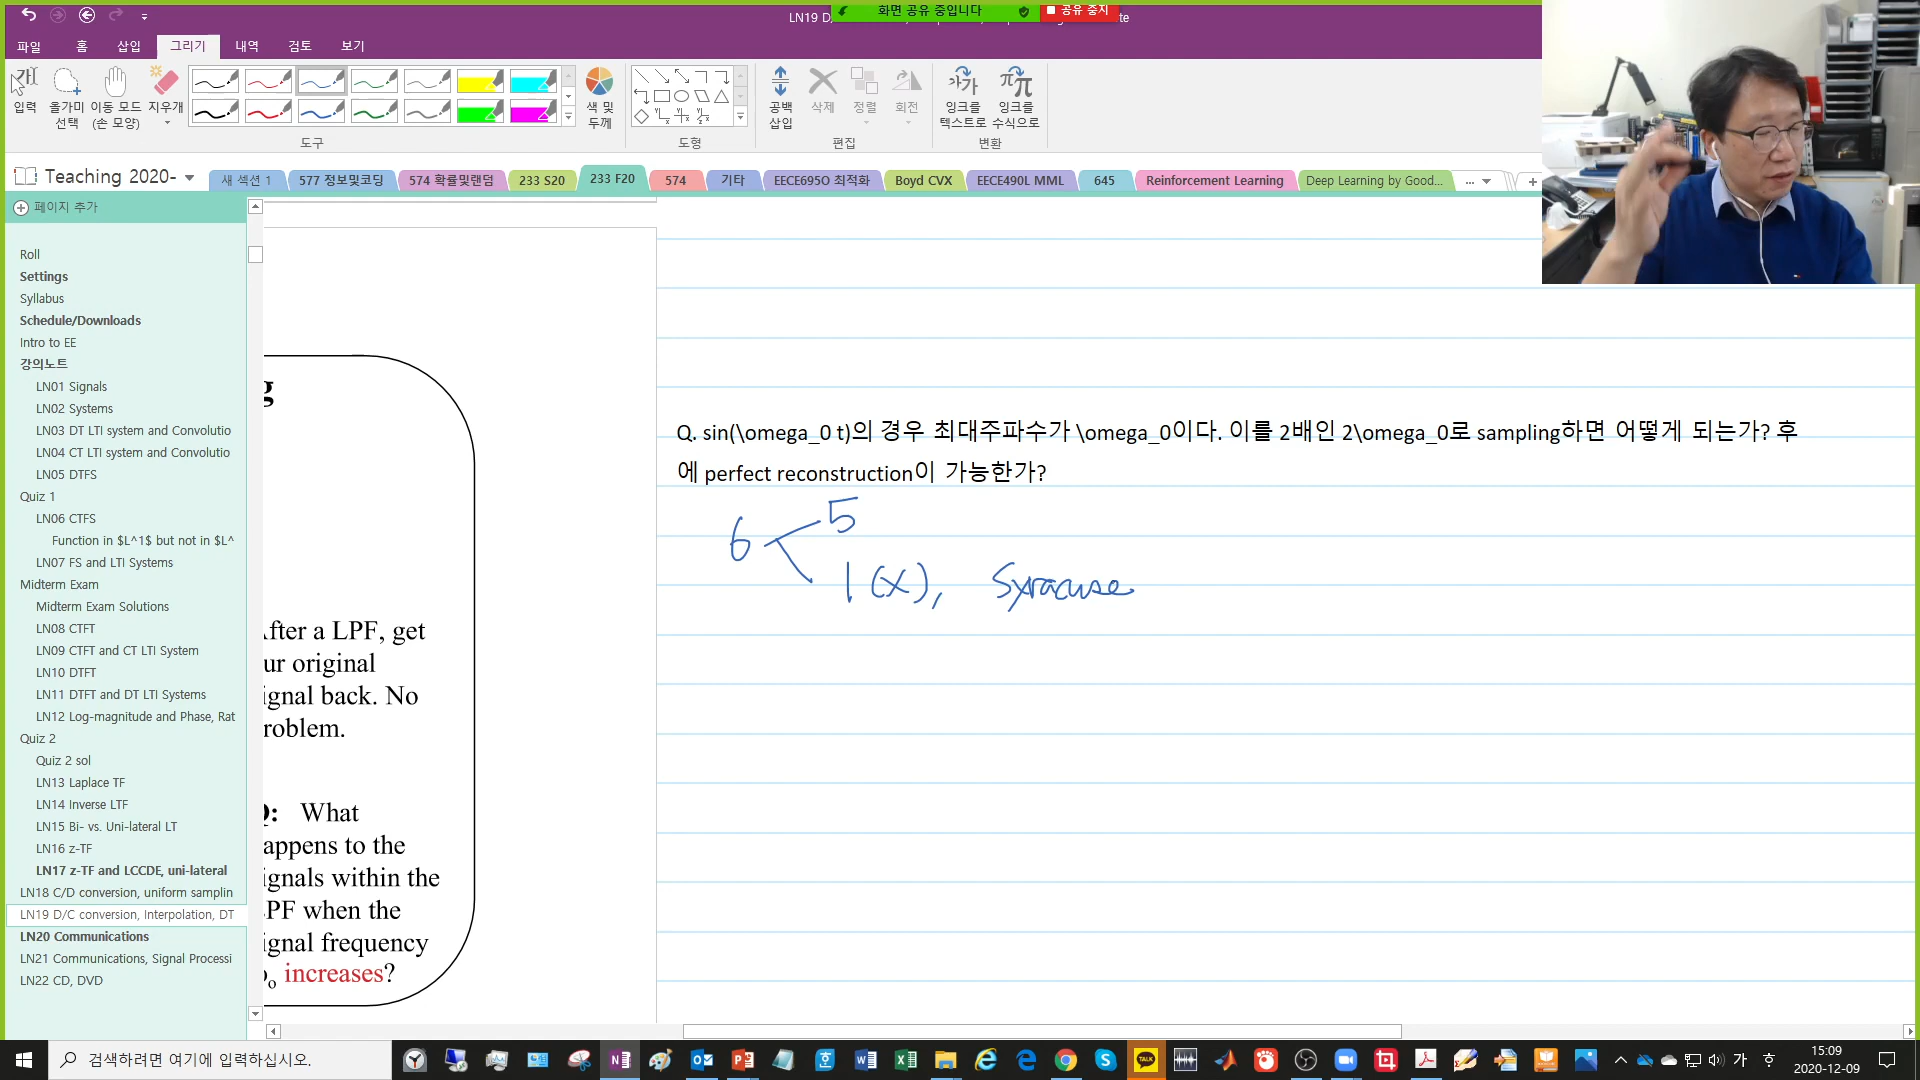 화면 공유 중입니다
공유 중지
LN19 D
te
파일 홈 삽입 그리기 내역 검토 보기
입력
올가미
선택
이동 모드
(손 모양)
지우개
색 및
두께
공백
삽입
삭제
정렬
회전
잉크를
텍스트로
잉크를
수식으로
도구 도형 편집 변환
Teaching 2020-
새 섹션 1 577 정보및코딩 574 확률및랜덤 233 S20 233 F20 574 기타 EECE695O 최적화 Boyd CVX EECE490L MML 645 Reinforcement Learning Deep Learning by Good... ...
페이지 추가
Roll
Settings
Syllabus
Schedule/Downloads
Intro to EE
강의노트
LN01 Signals
LN02 Systems
LN03 DT LTI system and Convolutio
LN04 CT LTI system and Convolutio
LN05 DTFS
Quiz 1
LN06 CTFS
Function in $L^1$ but not in $L^
LN07 FS and LTI Systems
Midterm Exam
Midterm Exam Solutions
LN08 CTFT
LN09 CTFT and CT LTI System
LN10 DTFT
LN11 DTFT and DT LTI Systems
LN12 Log-magnitude and Phase, Rat
Quiz 2
Quiz 2 sol
LN13 Laplace TF
LN14 Inverse LTF
LN15 Bi- vs. Uni-lateral LT
LN16 z-TF
LN17 z-TF and LCCDE, uni-lateral
LN18 C/D conversion, uniform samplin
LN19 D/C conversion, Interpolation, DT
LN20 Communications
LN21 Communications, Signal Processi
LN22 CD, DVD
g
After a LPF, get
ur original
ignal back. No
roblem.
Q: What
appens to the
ignals within the
LPF when the
ignal frequency
o increases?
Q. sin(\omega_0 t)의 경우 최대주파수가 \omega_0이다. 이를 2배인 2\omega_0로 sampling하면 어떻게 되는가? 후
에 perfect reconstruction이 가능한가?
6 5
1 (X), Syracuse
검색하려면 여기에 입력하십시오.
가
15:09
2020-12-09